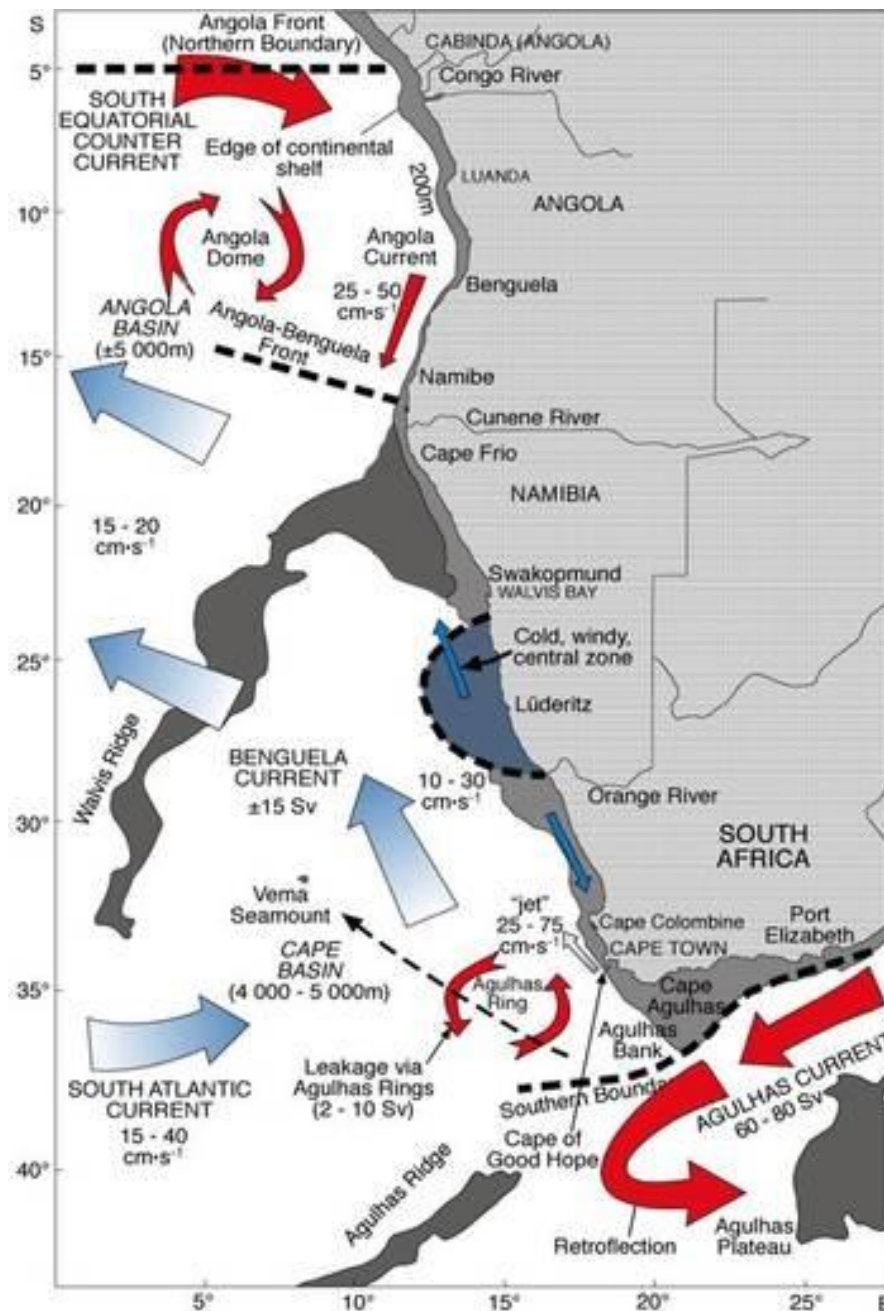 S
Angola Front
(Northern Boundary)
CABINDA (ANGOLA)
5°
Congo River
SOUTH
EQUATORIAL
COUNTER
CURRENT
Edge of continental
shelf
200m
LUANDA
ANGOLA
10°
Angola
Dome
Angola
Current
25 - 50
cm·s⁻¹
Benguela
ANGOLA
BASIN
(±5 000m)
Angola-Benguela
Front
15°
Namibe
Cunene River
Cape Frio
NAMIBIA
20°
15 - 20
cm·s⁻¹
Swakopmund
WALVIS BAY
Cold, windy,
central zone
25°
Lüderitz
Walvis Ridge
BENGUELA
CURRENT
±15 Sv
10 - 30
cm·s⁻¹
Orange River
30°
SOUTH
AFRICA
Vema
Seamount
"jet"
25 - 75
cm·s⁻¹
Cape Colombine
CAPE TOWN
Port
Elizabeth
CAPE
BASIN
(4 000 - 5 000m)
35°
Agulhas
Ring
Cape
Agulhas
Agulhas
Bank
Leakage via
Agulhas Rings
(2 - 10 Sv)
SOUTH ATLANTIC
CURRENT
15 - 40
cm·s⁻¹
Southern Bounda
AGULHAS CURRENT
60 - 80 Sv
Cape of
Good Hope
40°
Agulhas Ridge
Retroflection
Agulhas
Plateau
5°
10°
15°
20°
25°
E